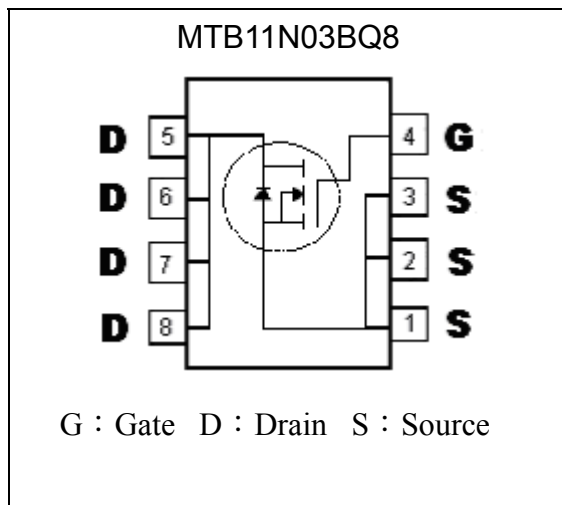 MTB11N03BQ8
D 5 4 G
D 6 3 S
D 7 2 S
D 8 1 S
G：Gate D：Drain S：Source